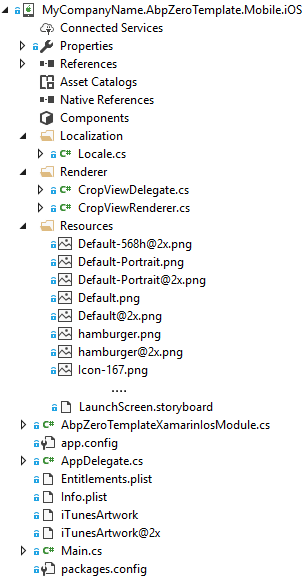 MyCompanyName.AbpZeroTemplate.Mobile.iOS
Connected Services
Properties
References
Asset Catalogs
Native References
Components
Localization
C# Locale.cs
Renderer
C# CropViewDelegate.cs
C# CropViewRenderer.cs
Resources
Default-568h@2x.png
Default-Portrait.png
Default-Portrait@2x.png
Default.png
Default@2x.png
hamburger.png
hamburger@2x.png
Icon-167.png
....
LaunchScreen.storyboard
C# AbpZeroTemplateXamarinIosModule.cs
app.config
C# AppDelegate.cs
Entitlements.plist
Info.plist
iTunesArtwork
iTunesArtwork@2x
C# Main.cs
packages.config